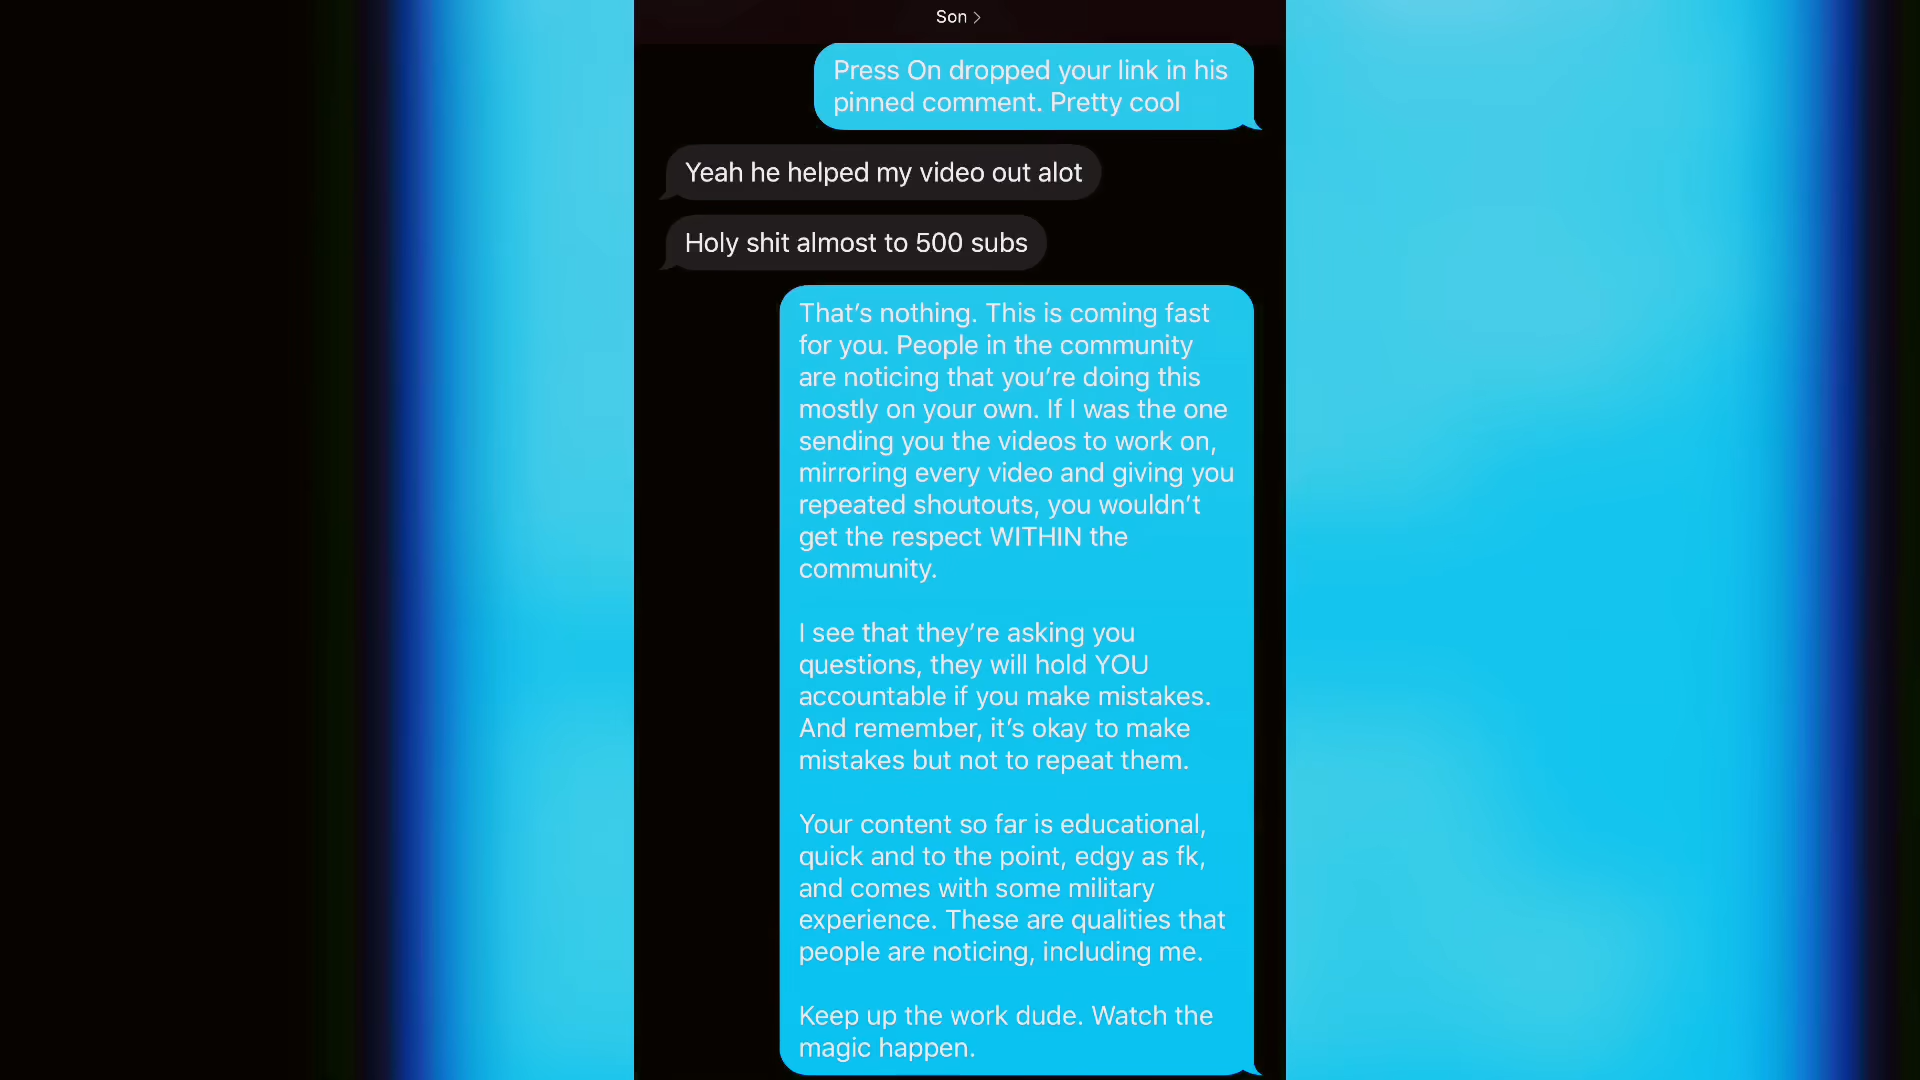 Son >
Press On dropped your link in his
pinned comment. Pretty cool
Yeah he helped my video out alot
Holy shit almost to 500 subs
That’s nothing. This is coming fast
for you. People in the community
are noticing that you’re doing this
mostly on your own. If I was the one
sending you the videos to work on,
mirroring every video and giving you
repeated shoutouts, you wouldn’t
get the respect WITHIN the
community.
I see that they’re asking you
questions, they will hold YOU
accountable if you make mistakes.
And remember, it’s okay to make
mistakes but not to repeat them.
Your content so far is educational,
quick and to the point, edgy as fk,
and comes with some military
experience. These are qualities that
people are noticing, including me.
Keep up the work dude. Watch the
magic happen.